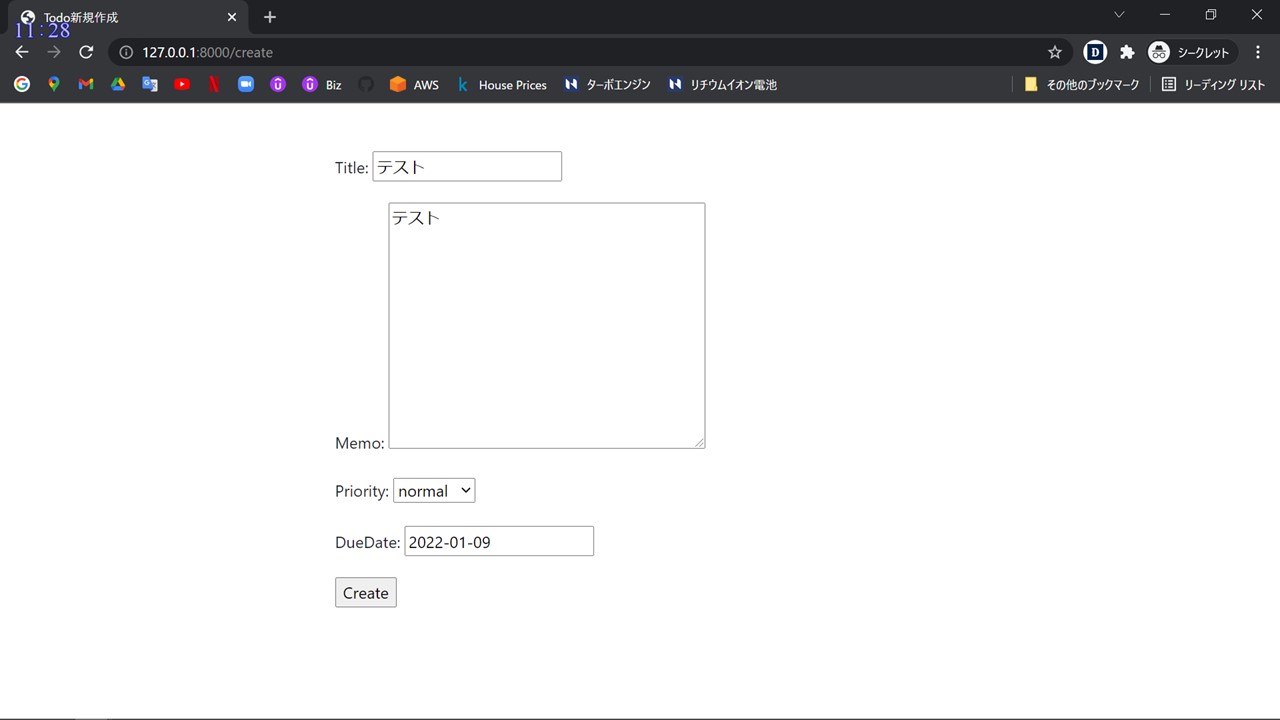 Todo新規作成
11:28
127.0.0.1:8000/create
シークレット
Biz
AWS
House Prices
ターボエンジン
リチウムイオン電池
その他のブックマーク
リーディング リスト
Title: テスト
テスト
Memo:
Priority: normal
DueDate: 2022-01-09
Create